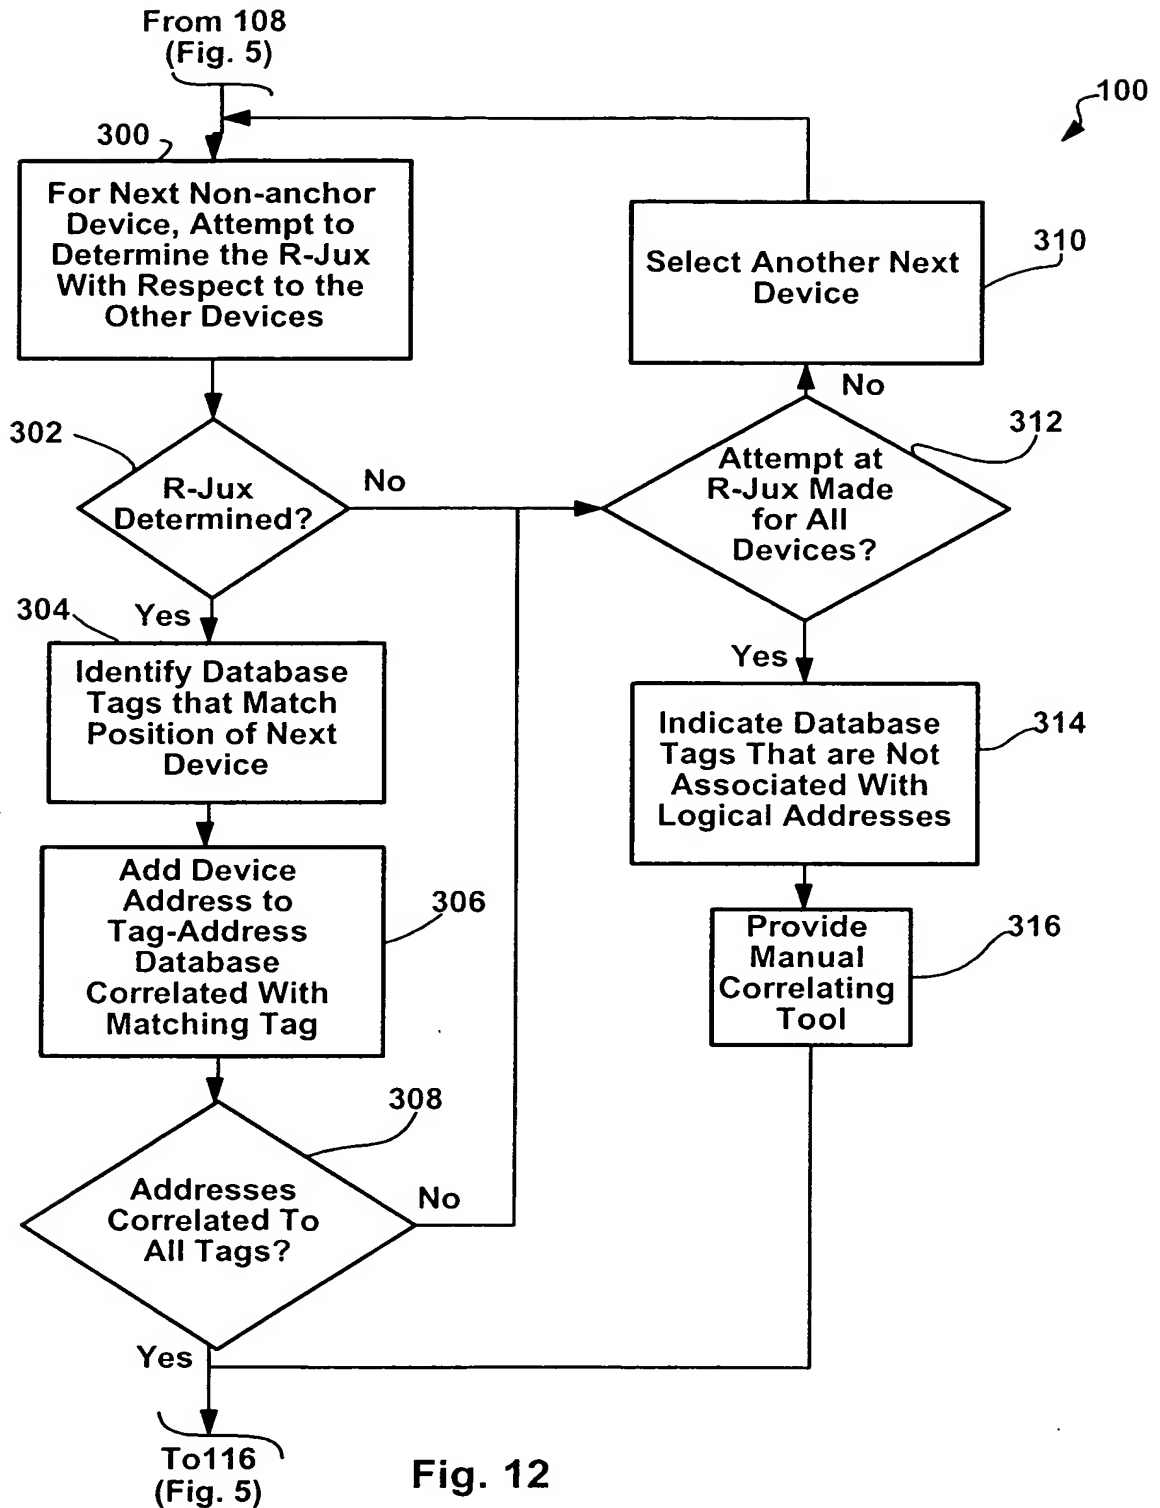 From 108
(Fig. 5)
100
300
For Next Non-anchor
Device, Attempt to
Determine the R-Jux
With Respect to the
Other Devices
Select Another Next
Device
310
No
302
R-Jux
Determined?
No
312
Attempt at
R-Jux Made
for All
Devices?
304
Yes
Identify Database
Tags that Match
Position of Next
Device
Yes
Indicate Database
Tags That are Not
Associated With
Logical Addresses
314
Add Device
Address to
Tag-Address
Database
Correlated With
Matching Tag
306
Provide
Manual
Correlating
Tool
316
308
Addresses
Correlated To
All Tags?
No
Yes
To116
(Fig. 5)
Fig. 12